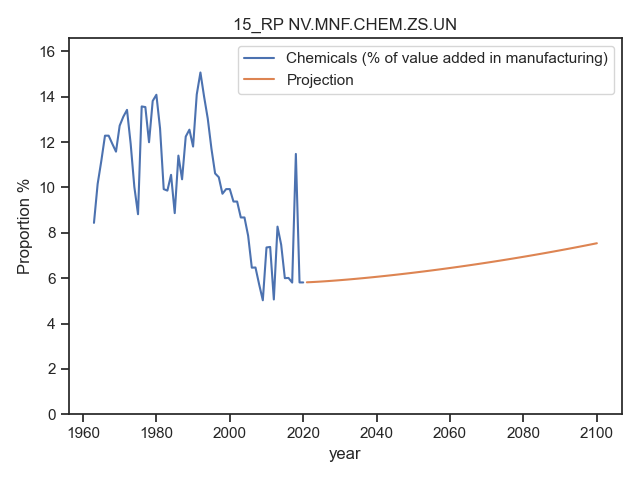 15_RP NV.MNF.CHEM.ZS.UN
Chemicals (% of value added in manufacturing)
Projection
Proportion %
16
14
12
10
8
6
4
2
0
1960 1980 2000 2020 2040 2060 2080 2100
year